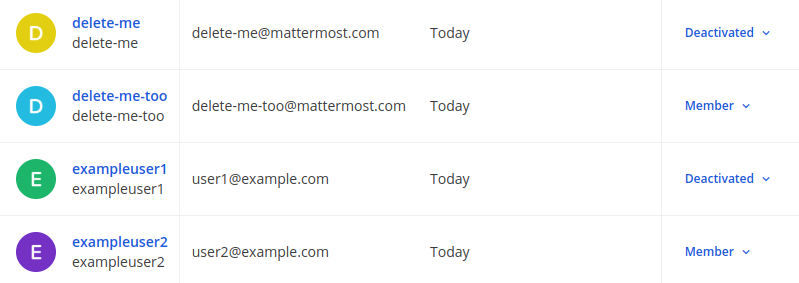 D delete-me delete-me@mattermost.com Today Deactivated
delete-me
D delete-me-too delete-me-too@mattermost.com Today Member
delete-me-too
E exampleuser1 user1@example.com Today Deactivated
exampleuser1
E exampleuser2 user2@example.com Today Member
exampleuser2